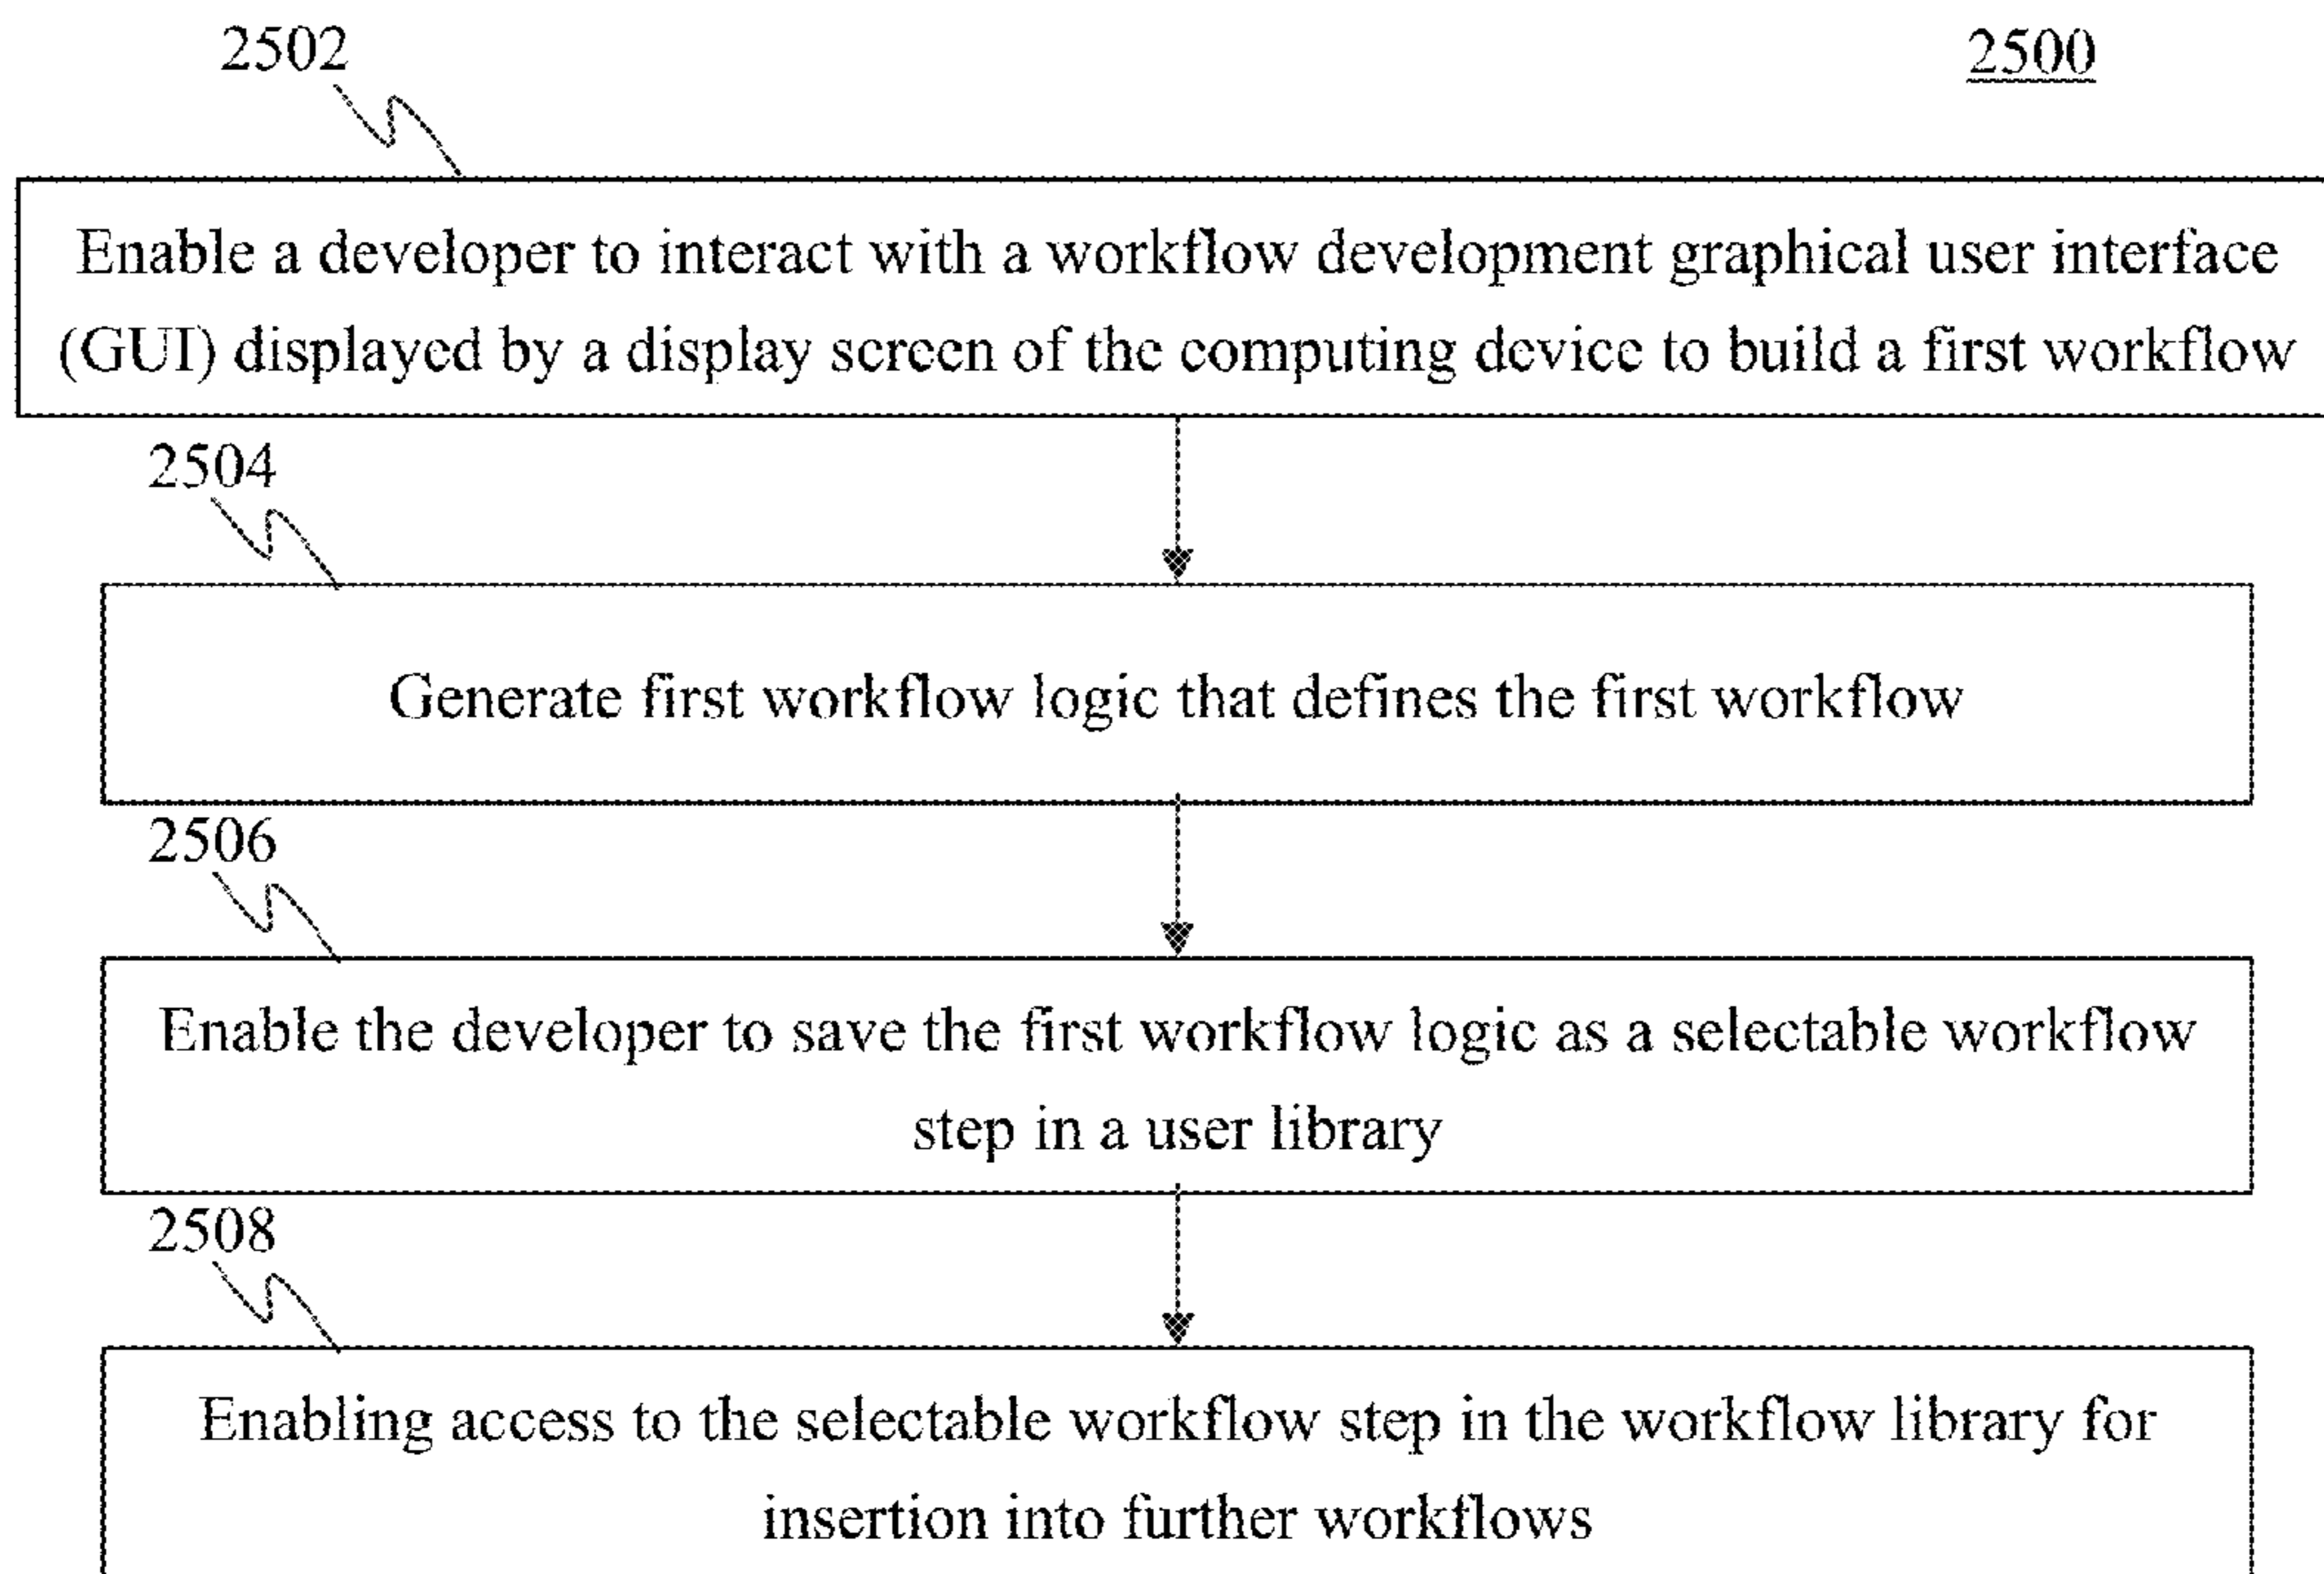 2502
2500
Enable a developer to interact with a workflow development graphical user interface
(GUI) displayed by a display screen of the computing device to build a first workflow
2504
Generate first workflow logic that defines the first workflow
2506
Enable the developer to save the first workflow logic as a selectable workflow
step in a user library
2508
Enabling access to the selectable workflow step in the workflow library for
insertion into further workflows